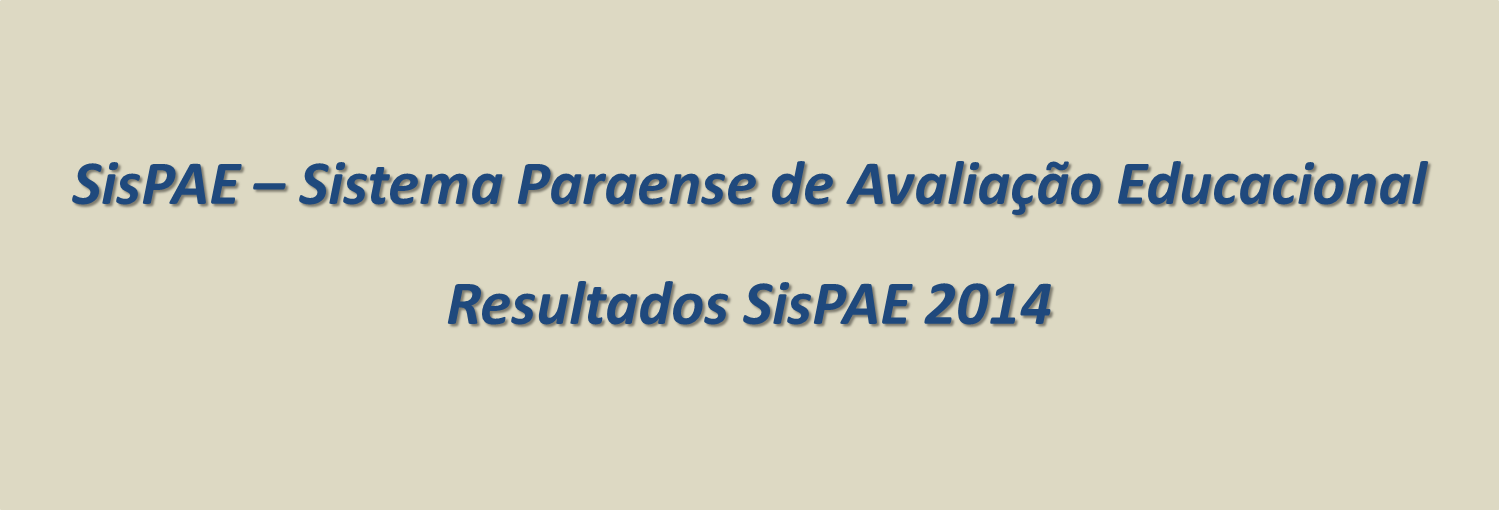 SisPAE – Sistema Paraense de Avaliação Educacional
Resultados SisPAE 2014